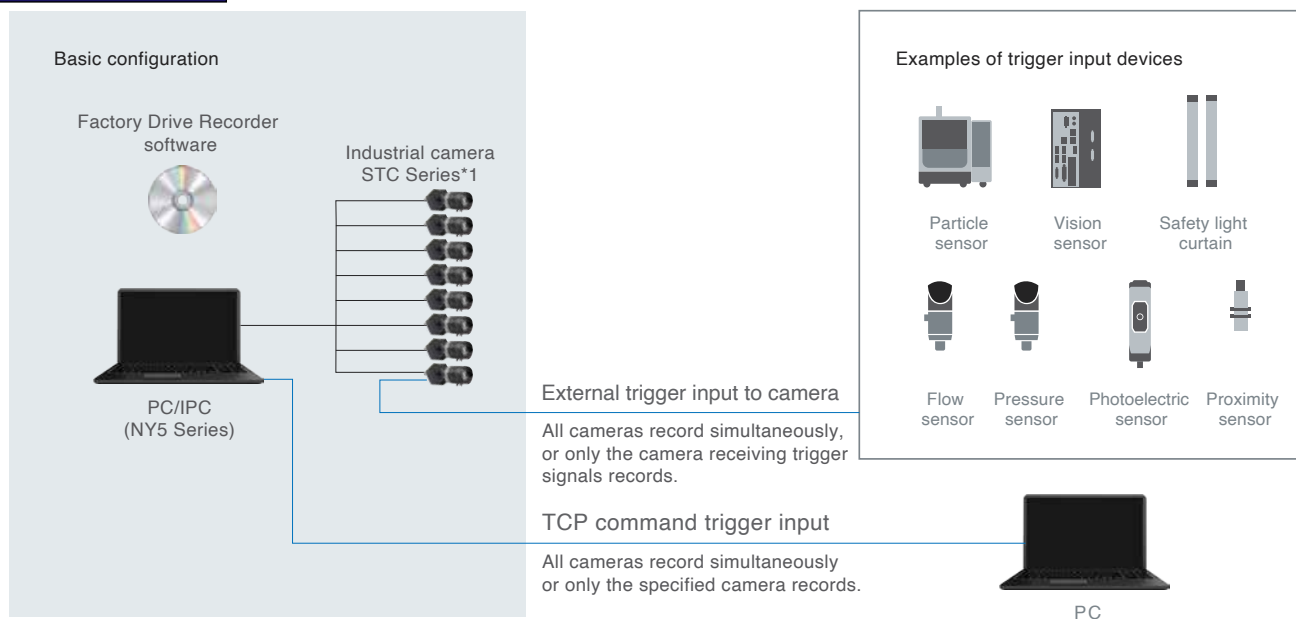 Basic configuration
Factory Drive Recorder
software
Industrial camera
STC Series*1
PC/IPC
(NY5 Series)
External trigger input to camera
All cameras record simultaneously,
or only the camera receiving trigger
signals records.
TCP command trigger input
All cameras record simultaneously
or only the specified camera records.
Examples of trigger input devices
Particle
sensor
Vision
sensor
Safety light
curtain
Flow
sensor
Pressure
sensor
Photoelectric
sensor
Proximity
sensor
PC